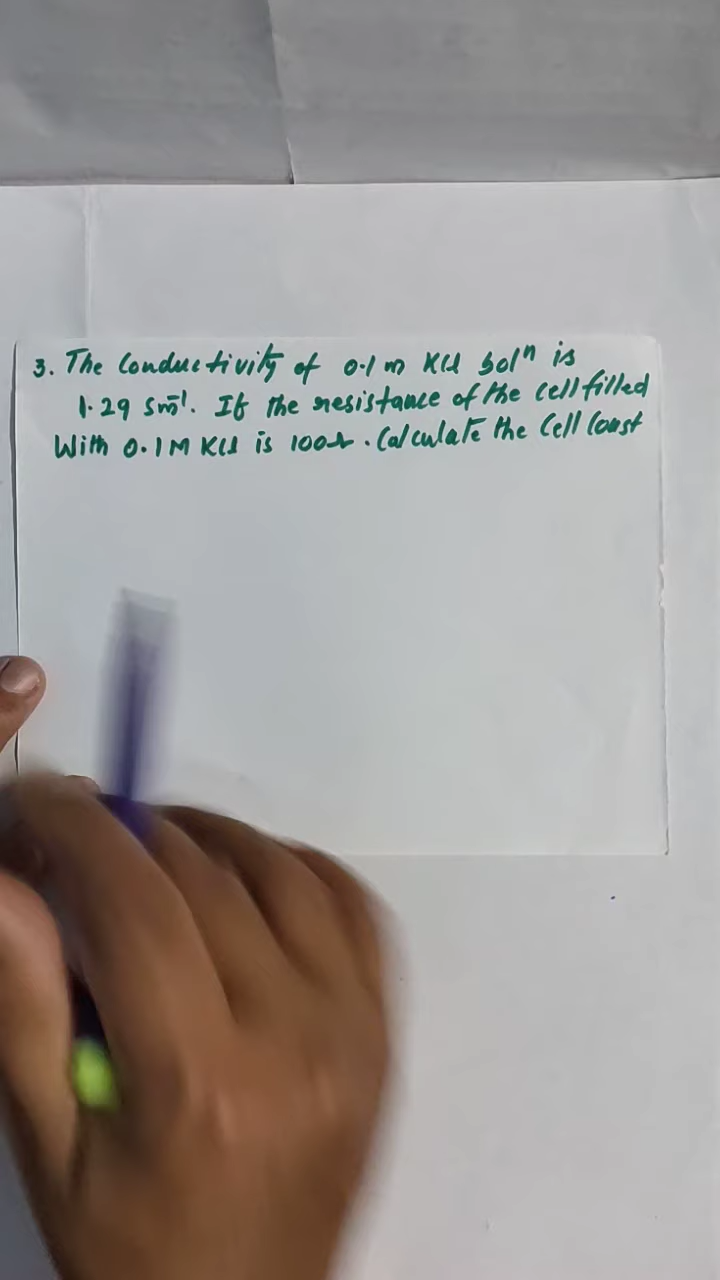 3. The Conductivity of 0.1 m KCl Solⁿ is
1.29 Sm⁻¹. If the resistance of the cell filled
With 0.1 M KCl is 100Ω. Calculate the Cell Const